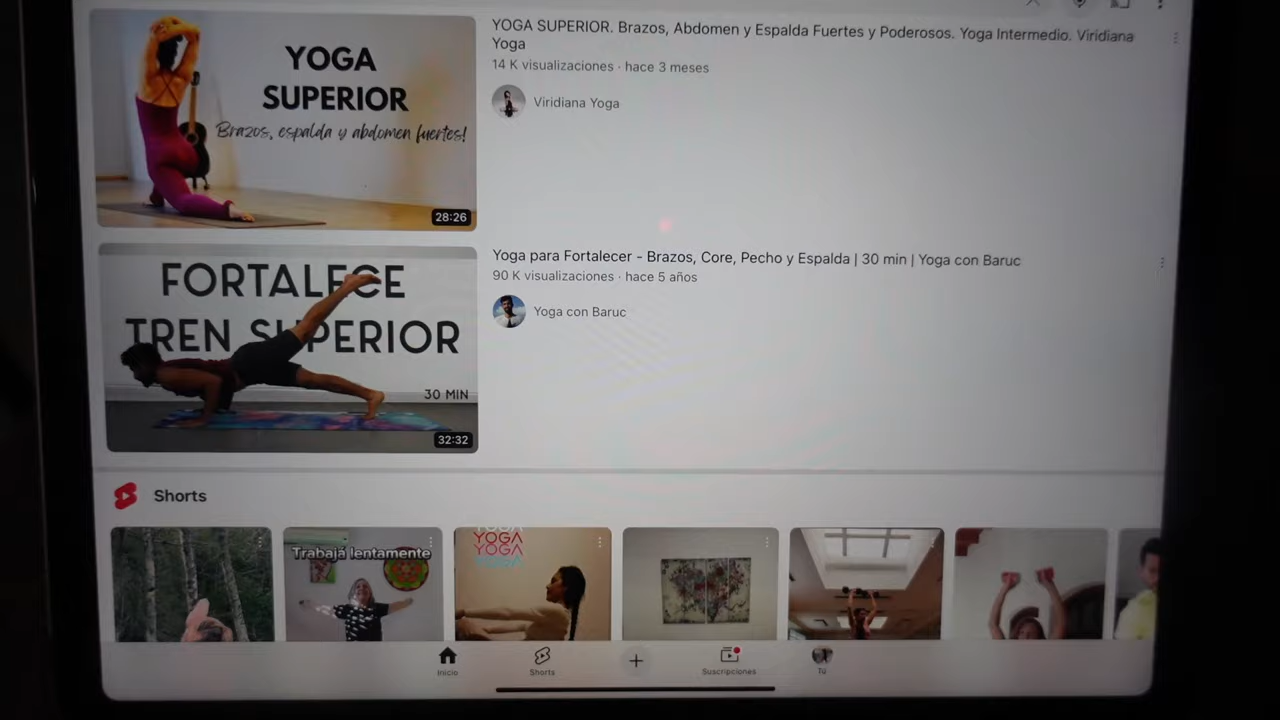 YOGA
SUPERIOR
Brazos, espalda y abdomen fuertes!
28:26
YOGA SUPERIOR. Brazos, Abdomen y Espalda Fuertes y Poderosos. Yoga Intermedio. Viridiana
Yoga
14 K visualizaciones · hace 3 meses
Viridiana Yoga
FORTALECE
TREN SUPERIOR
30 MIN
32:32
Yoga para Fortalecer - Brazos, Core, Pecho y Espalda | 30 min | Yoga con Baruc
90 K visualizaciones · hace 5 años
Yoga con Baruc
Shorts
Trabajá lentamente
YOGA
YOGA
YOGA
YOGA
Inicio
Shorts
Suscripciones
Tú